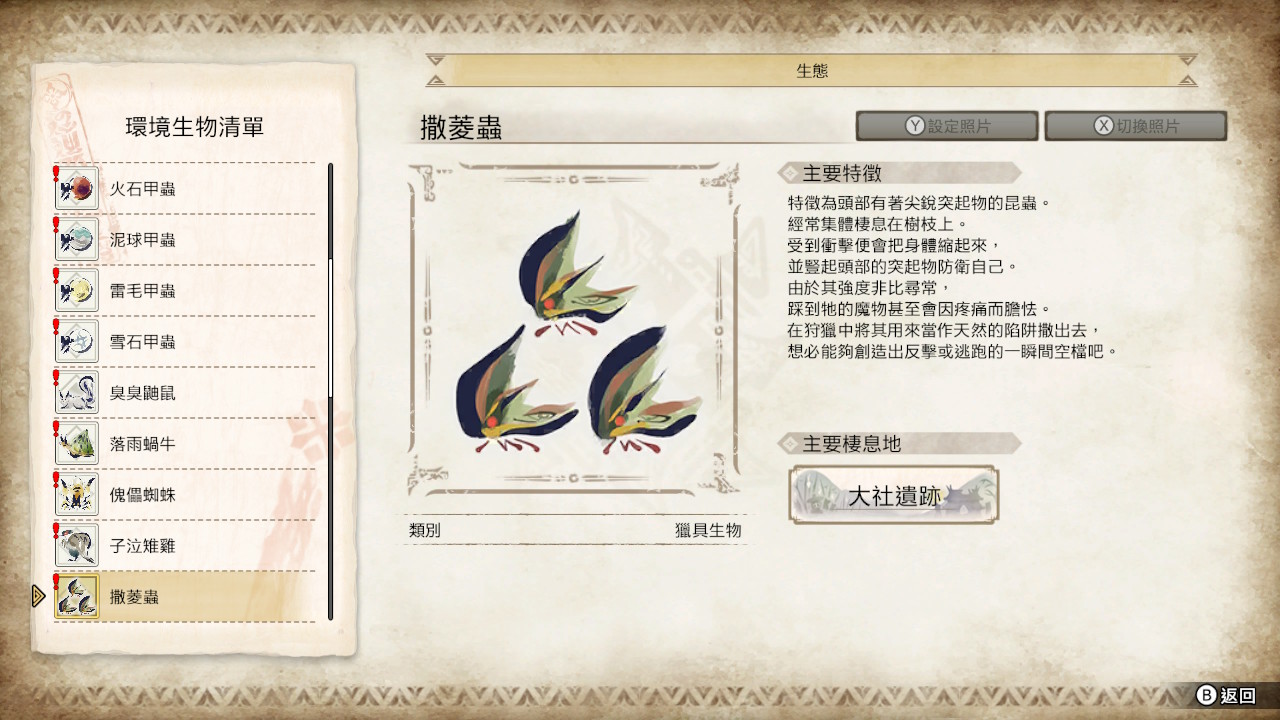 生態
環境生物清單
火石甲蟲
泥球甲蟲
雷毛甲蟲
雪石甲蟲
臭臭鼬鼠
落雨蝸牛
傀儡蜘蛛
子泣雉雞
撒菱蟲
撒菱蟲
Y 設定照片
X 切換照片
類別
獵具生物
主要特徵
特徵為頭部有著尖銳突起物的昆蟲。
經常集體棲息在樹枝上。
受到衝擊便會把身體縮起來，
並豎起頭部的突起物防衛自己。
由於其強度非比尋常，
踩到牠的魔物甚至會因疼痛而膽怯。
在狩獵中將其用來當作天然的陷阱撒出去，
想必能夠創造出反擊或逃跑的一瞬間空檔吧。
主要棲息地
大社遺跡
B 返回